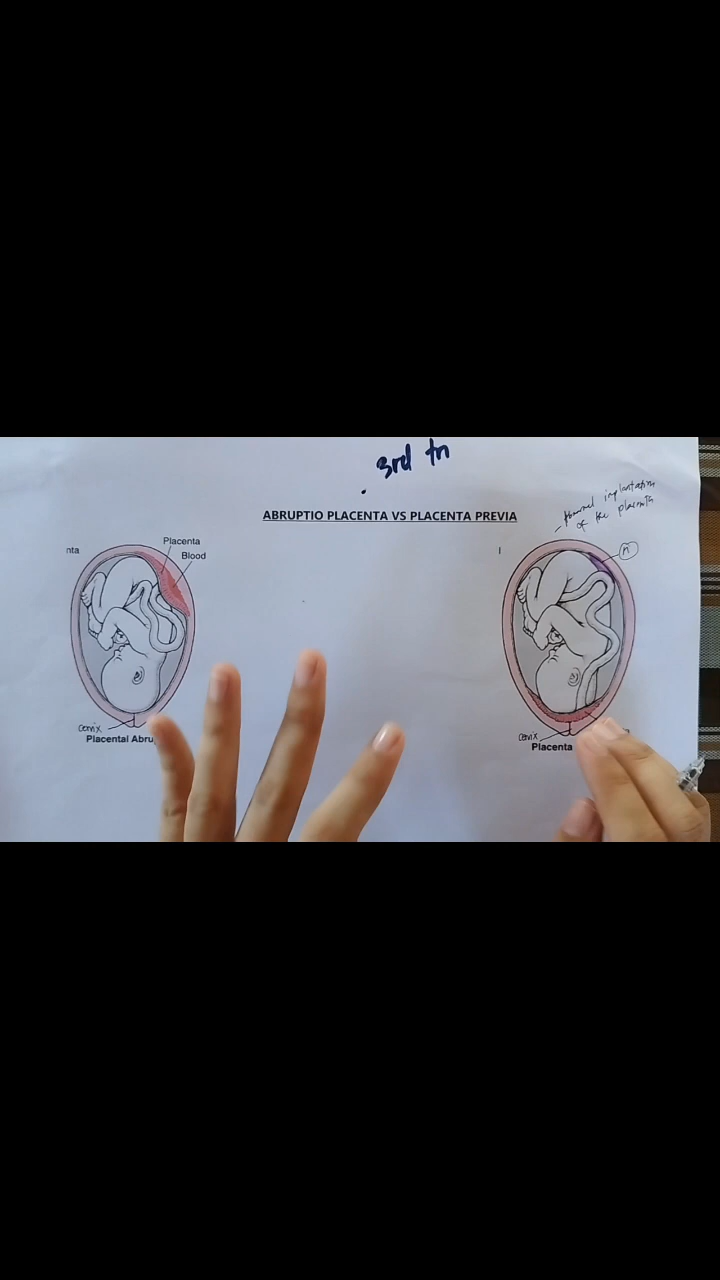 3rd tri
ABRUPTIO PLACENTA VS PLACENTA PREVIA
- Abnormal implantation
of the placenta
nta
Placenta
Blood
n
cervix
Placental Abru
cervix
Placenta